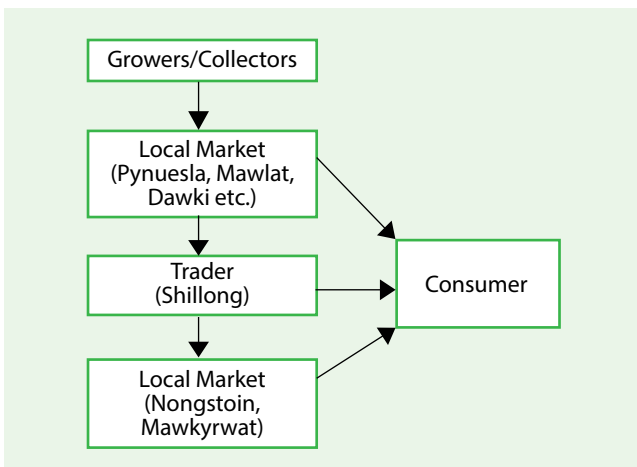 Growers/Collectors
Local Market
(Pynuesla, Mawlat,
Dawki etc.)
Trader
(Shillong)
Consumer
Local Market
(Nongstoin,
Mawkyrwat)